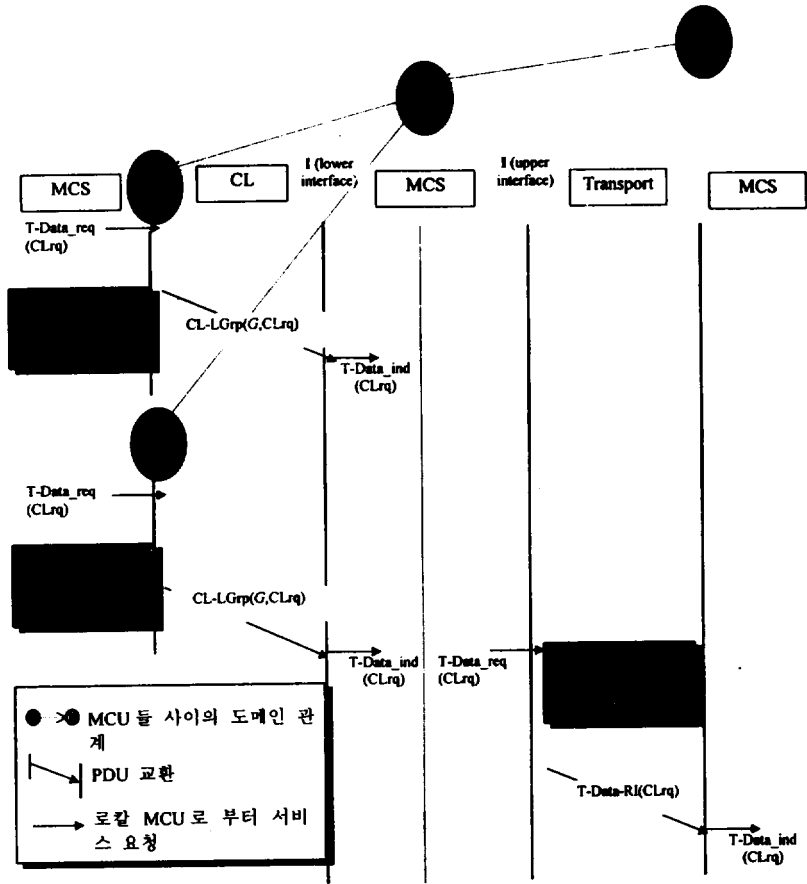 MCS
CL
I (lower
interface)
MCS
I (upper
interface)
Transport
MCS
T-Data_req
(CLrq)
CL-LGrp(G,CLrq)
T-Data_ind
(CLrq)
T-Data_req
(CLrq)
CL-LGrp(G,CLrq)
T-Data_ind
(CLrq)
T-Data_req
(CLrq)
T-Data-RI(CLrq)
T-Data_ind
(CLrq)
MCU 들 사이의 도메인 관
계
PDU 교환
로칼 MCU 로 부터 서비
스 요청